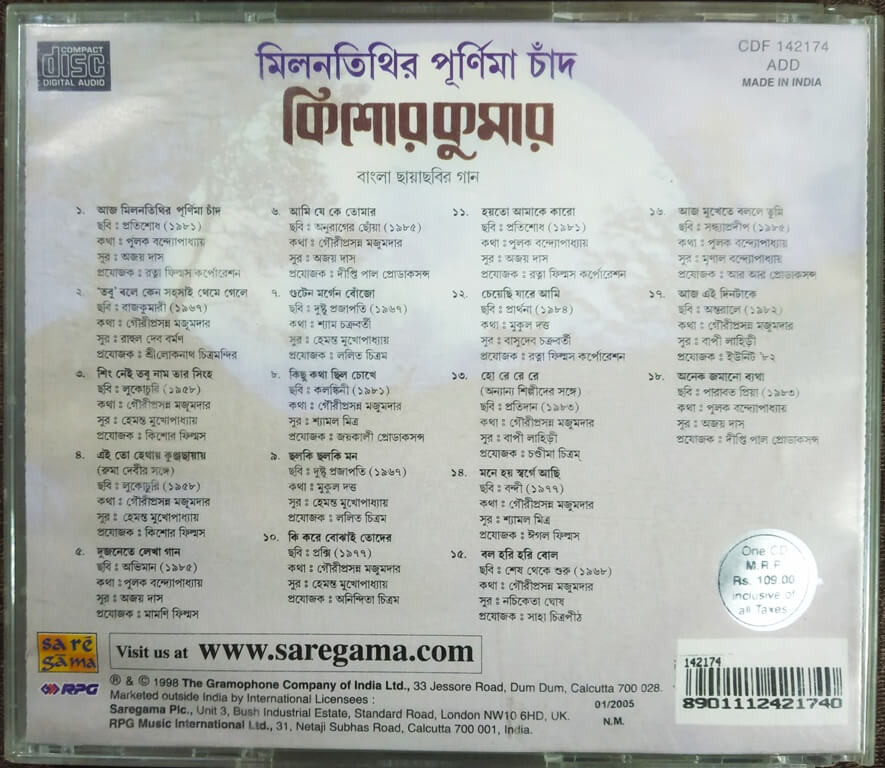 COMPACT
disc
DIGITAL AUDIO
মিলনতিথির পূর্ণিমা চাঁদ
কিশোরকুমার
বাংলা ছায়াছবির গান
CDF 142174
ADD
MADE IN INDIA
১. আজ মিলনতিথির পূর্ণিমা চাঁদ
ছবি : প্রতিশোধ (১৯৮১)
কথা : পুলক বন্দ্যোপাধ্যায়
সুর : অজয় দাস
প্রযোজক : রত্না ফিল্মস কর্পোরেশন
২. 'তবু' বলে কেন সহসাই থেমে গেলে
ছবি : রাজকুমারী (১৯৬৭)
কথা : গৌরীপ্রসন্ন মজুমদার
সুর : রাহুল দেব বর্মণ
প্রযোজক : শ্রীলোকনাথ চিত্রমন্দির
৩. শিং নেই তবু নাম তার সিংহ
ছবি : লুকোচুরি (১৯৫৮)
কথা : গৌরীপ্রসন্ন মজুমদার
সুর : হেমন্ত মুখোপাধ্যায়
প্রযোজক : কিশোর ফিল্মস
৪. এই তো হেথায় কুঞ্জছায়ায়
(রুমা দেবীর সঙ্গে)
ছবি : লুকোচুরি (১৯৫৮)
কথা : গৌরীপ্রসন্ন মজুমদার
সুর : হেমন্ত মুখোপাধ্যায়
প্রযোজক : কিশোর ফিল্মস
৫. দুজনেতে লেখা গান
ছবি : অভিমান (১৯৮৫)
কথা : পুলক বন্দ্যোপাধ্যায়
সুর : অজয় দাস
প্রযোজক : মামণি ফিল্মস
৬. আমি যে কে তোমার
ছবি : অনুরাগের ছোঁয়া (১৯৮৫)
কথা : গৌরীপ্রসন্ন মজুমদার
সুর : অজয় দাস
প্রযোজক : দীপ্তি পাল প্রোডাকসন্স
৭. গুটেন মর্গেন বোঁজো
ছবি : দুষ্টু প্রজাপতি (১৯৬৭)
কথা : শ্যাম চক্রবর্তী
সুর : হেমন্ত মুখোপাধ্যায়
প্রযোজক : ললিত চিত্রম
৮. কিছু কথা ছিল চোখে
ছবি : কলঙ্কিনী (১৯৮১)
কথা : গৌরীপ্রসন্ন মজুমদার
সুর : শ্যামল মিত্র
প্রযোজক : জয়কালী প্রোডাকসন্স
৯. ছলকি ছলকি মন
ছবি : দুষ্টু প্রজাপতি (১৯৬৭)
কথা : মুকুল দত্ত
সুর : হেমন্ত মুখোপাধ্যায়
প্রযোজক : ললিত চিত্রম
১০. কি করে বোঝাই তোদের
ছবি : প্রক্সি (১৯৭৭)
কথা : গৌরীপ্রসন্ন মজুমদার
সুর : হেমন্ত মুখোপাধ্যায়
প্রযোজক : অনিন্দিতা চিত্রম
১১. হয়তো আমাকে কারো
ছবি : প্রতিশোধ (১৯৮১)
কথা : পুলক বন্দ্যোপাধ্যায়
সুর : অজয় দাস
প্রযোজক : রত্না ফিল্মস কর্পোরেশন
১২. চেয়েছি যারে আমি
ছবি : প্রার্থনা (১৯৮৪)
কথা : মুকুল দত্ত
সুর : বাসুদেব চক্রবর্তী
প্রযোজক : রত্না ফিল্মস কর্পোরেশন
১৩. হো রে রে রে
(অন্যান্য শিল্পীদের সঙ্গে)
ছবি : প্রতিদান (১৯৮৩)
কথা : গৌরীপ্রসন্ন মজুমদার
সুর : বাপী লাহিড়ী
প্রযোজক : চণ্ডীমা চিত্রম্
১৪. মনে হয় স্বর্গে আছি
ছবি : বন্দী (১৯৭৭)
কথা : গৌরীপ্রসন্ন মজুমদার
সুর : শ্যামল মিত্র
প্রযোজক : ঈগল ফিল্মস
১৫. বল হরি হরি বোল
ছবি : শেষ থেকে শুরু (১৯৬৮)
কথা : গৌরীপ্রসন্ন মজুমদার
সুর : নচিকেতা ঘোষ
প্রযোজক : সাহা চিত্রপীঠ
১৬. আজ মুখেতে বললে তুমি
ছবি : সন্ধ্যাপ্রদীপ (১৯৮৫)
কথা : পুলক বন্দ্যোপাধ্যায়
সুর : মৃণাল বন্দ্যোপাধ্যায়
প্রযোজক : আর আর প্রোডাকসন্স
১৭. আজ এই দিনটাকে
ছবি : অন্তরালে (১৯৮২)
কথা : গৌরীপ্রসন্ন মজুমদার
সুর : বাপী লাহিড়ী
প্রযোজক : ইউনিট '৮২
১৮. অনেক জমানো ব্যথা
ছবি : পারাবত প্রিয়া (১৯৮৩)
কথা : পুলক বন্দ্যোপাধ্যায়
সুর : অজয় দাস
প্রযোজক : দীপ্তি পাল প্রোডাকসন্স
One CD
M.R.P.
Rs. 109.00
inclusive of
all Taxes
sa rē
gā ma
RPG
Visit us at www.saregama.com
® & © 1998 The Gramophone Company of India Ltd., 33 Jessore Road, Dum Dum, Calcutta 700 028.
Marketed outside India by International Licensees :
Saregama Plc., Unit 3, Bush Industrial Estate, Standard Road, London NW10 6HD, UK.
RPG Music International Ltd., 31, Netaji Subhas Road, Calcutta 700 001, India.
01/2005
N.M.
142174
8901112421740